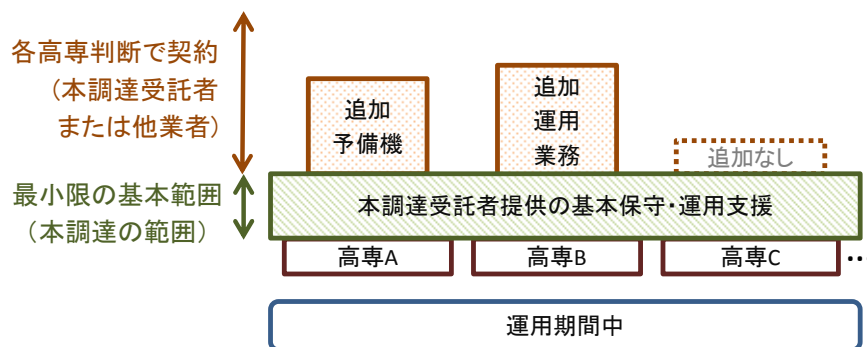 各高専判断で契約
（本調達受託者
または他業者）
追加
予備機
追加
運用
業務
追加なし
最小限の基本範囲
（本調達の範囲）
本調達受託者提供の基本保守・運用支援
高専A
高専B
高専C
‥
運用期間中